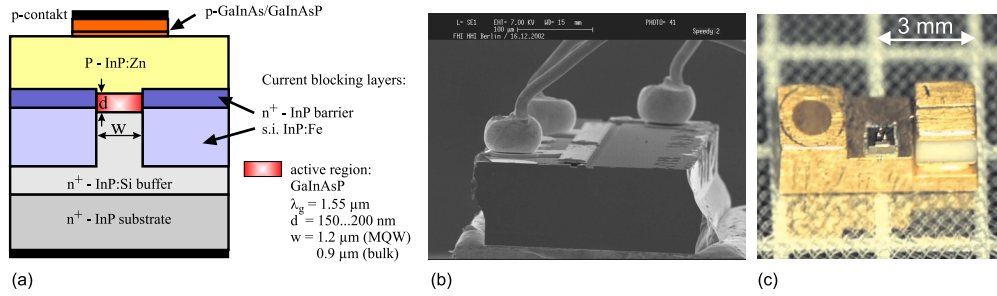 p-contakt
p-GaInAs/GaInAsP
P - InP:Zn
Current blocking layers:
d
n⁺ - InP barrier
w
s.i. InP:Fe
active region:
GaInAsP
λg = 1.55 µm
d = 150...200 nm
w = 1.2 µm (MQW)
0.9 µm (bulk)
n⁺ - InP:Si buffer
n⁺ - InP substrate
(a)
L= SE1 EHT= 7.00 KV WD= 15 mm PHOTO= 41
100 µm Speedy 2
FHI HHI Berlin / 16.12.2002
(b)
3 mm
(c)